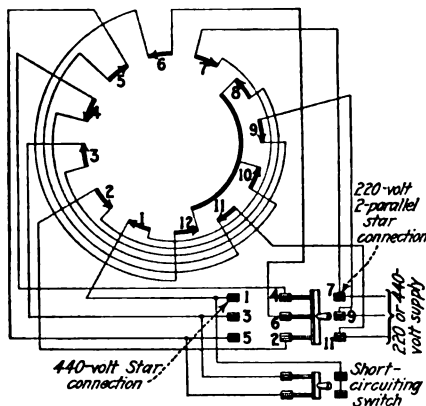 6
5
7
4
8
3
9
2
10
1
12
11
220-volt
2-parallel
star
connection
1
4
7
3
6
9
5
2
11
220 or 440-
volt supply
440-volt Star
connection
Short-
circuiting
switch